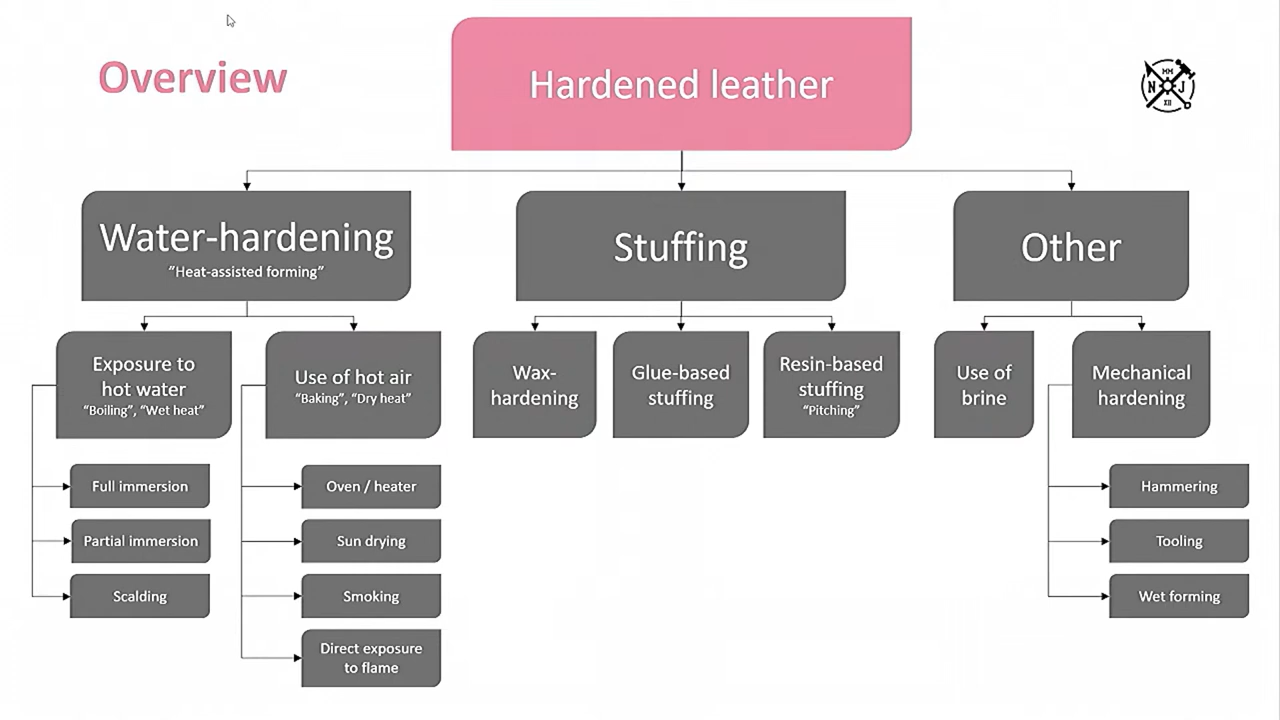 Overview
Hardened leather
MM
N J
XII
Water-hardening
"Heat-assisted forming"
Stuffing
Other
Exposure to
hot water
"Boiling", "Wet heat"
Use of hot air
"Baking", "Dry heat"
Wax-
hardening
Glue-based
stuffing
Resin-based
stuffing
"Pitching"
Use of
brine
Mechanical
hardening
Full immersion
Partial immersion
Scalding
Oven / heater
Sun drying
Smoking
Direct exposure
to flame
Hammering
Tooling
Wet forming